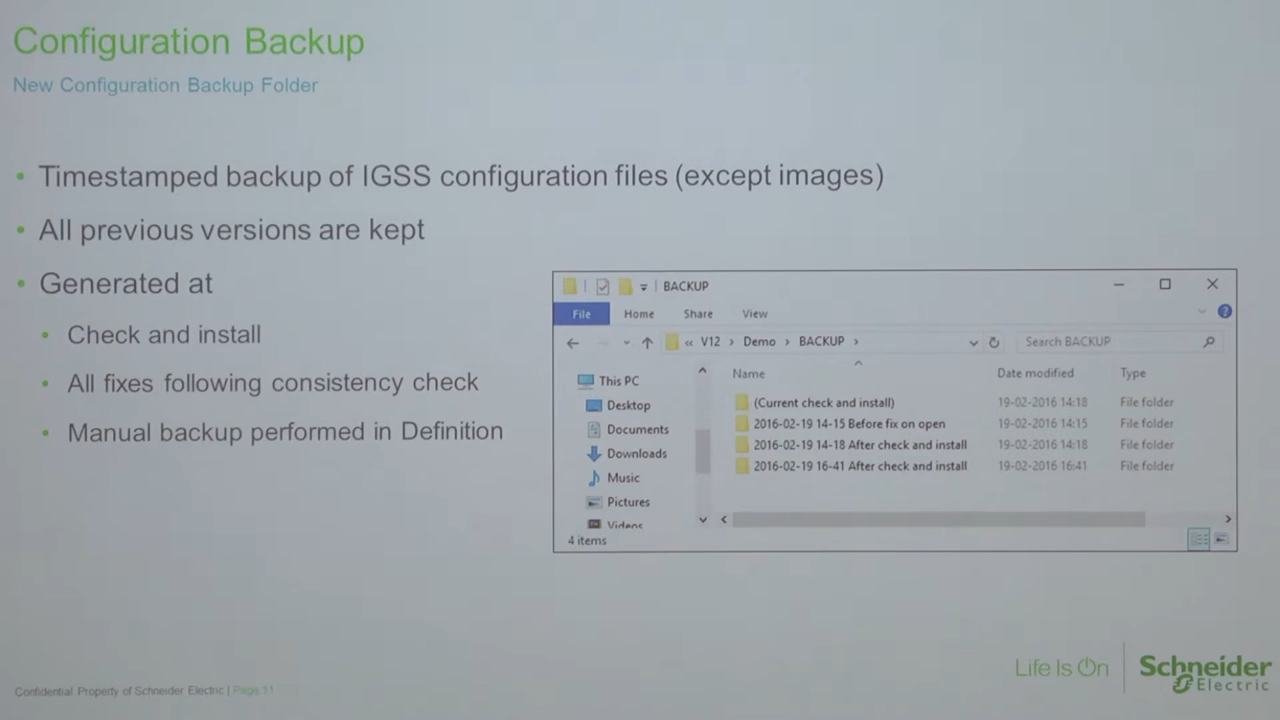 Configuration Backup
New Configuration Backup Folder
• Timestamped backup of IGSS configuration files (except images)
• All previous versions are kept
• Generated at
• Check and install
• All fixes following consistency check
• Manual backup performed in Definition
BACKUP
File Home Share View
« V12 › Demo › BACKUP › Search BACKUP
Name Date modified Type
This PC
Desktop
Documents
Downloads
Music
Pictures
Videos
(Current check and install) 19-02-2016 14:18 File folder
2016-02-19 14-15 Before fix on open 19-02-2016 14:15 File folder
2016-02-19 14-18 After check and install 19-02-2016 14:18 File folder
2016-02-19 16-41 After check and install 19-02-2016 16:41 File folder
4 items
Life Is On
Schneider
Electric
Confidential Property of Schneider Electric | Page 11